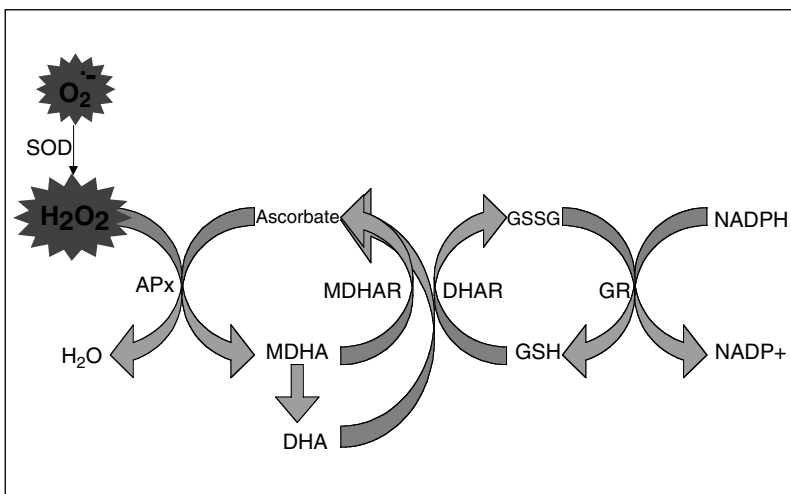 O₂·-
SOD
H₂O₂
Ascorbate
GSSG
NADPH
APx
MDHAR
DHAR
GR
H₂O
MDHA
GSH
NADP+
DHA